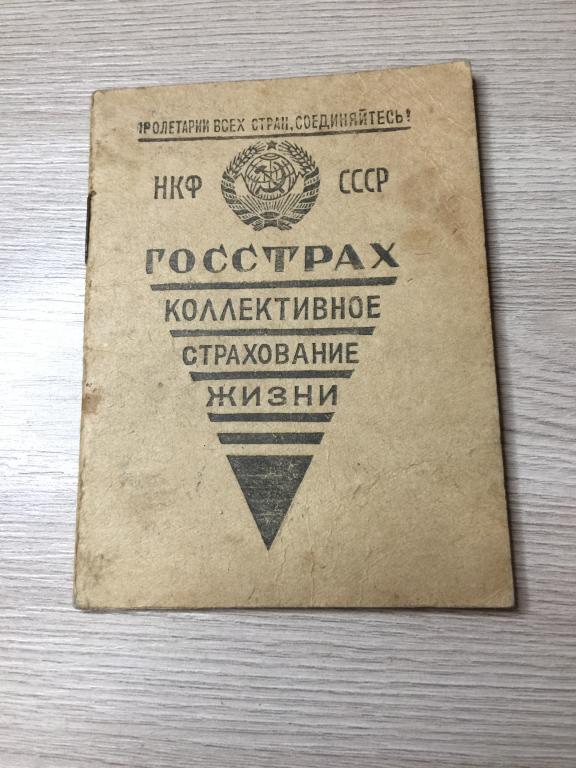 ПРОЛЕТАРИИ ВСЕХ СТРАН, СОЕДИНЯЙТЕСЬ!
НКФ СССР
ГОССТРАХ
КОЛЛЕКТИВНОЕ
СТРАХОВАНИЕ
ЖИЗНИ